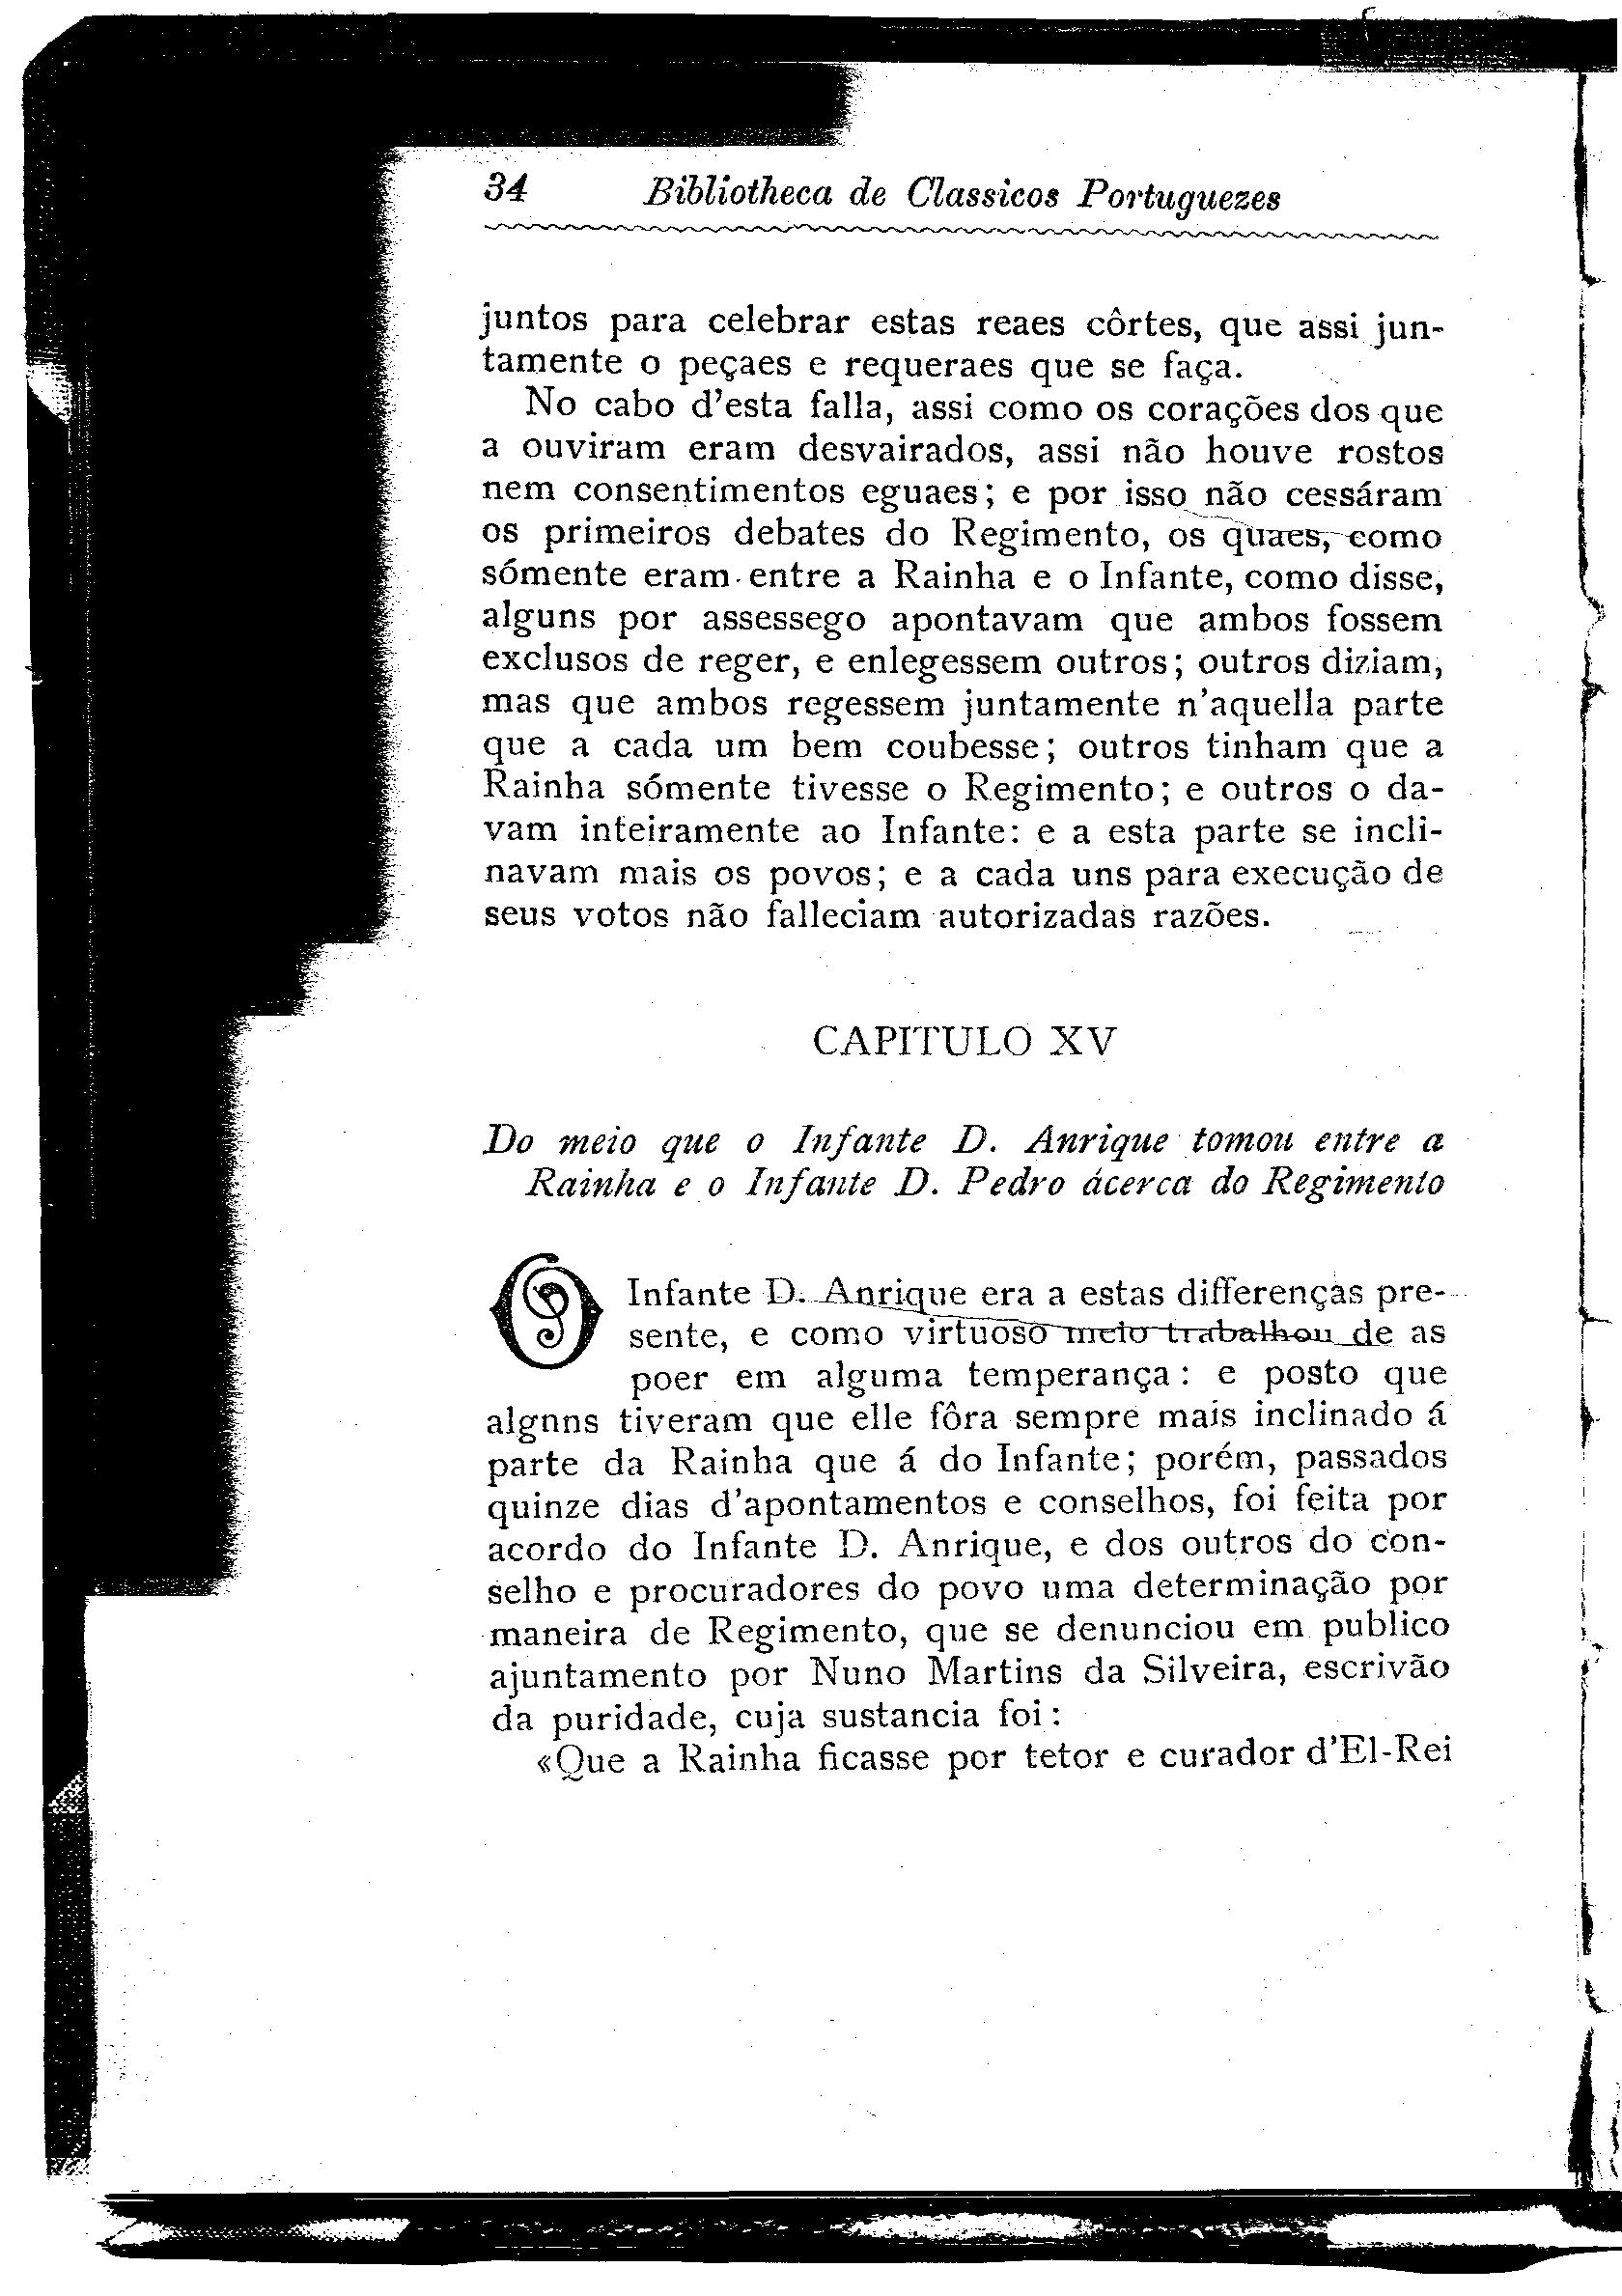 34 Bibliotheca de Classicos Portuguezes
juntos para celebrar estas reaes côrtes, que assi jun-
tamente o peçaes e requeraes que se faça.
No cabo d'esta falla, assi como os corações dos que
a ouviram eram desvairados, assi não houve rostos
nem consentimentos eguaes; e por isso não cessáram
os primeiros debates do Regimento, os quaes, como
sómente eram entre a Rainha e o Infante, como disse,
alguns por assessego apontavam que ambos fossem
exclusos de reger, e enlegessem outros; outros diziam,
mas que ambos regessem juntamente n'aquella parte
que a cada um bem coubesse; outros tinham que a
Rainha sómente tivesse o Regimento; e outros o da-
vam inteiramente ao Infante: e a esta parte se incli-
navam mais os povos; e a cada uns para execução de
seus votos não falleciam autorizadas razões.
CAPITULO XV
Do meio que o Infante D. Anrique tomou entre a
Rainha e o Infante D. Pedro ácerca do Regimento
O Infante D. Anrique era a estas differenças pre-
sente, e como virtuoso meio trabalhou de as
poer em alguma temperança: e posto que
algnns tiveram que elle fôra sempre mais inclinado á
parte da Rainha que á do Infante; porém, passados
quinze dias d'apontamentos e conselhos, foi feita por
acordo do Infante D. Anrique, e dos outros do con-
selho e procuradores do povo uma determinação por
maneira de Regimento, que se denunciou em publico
ajuntamento por Nuno Martins da Silveira, escrivão
da puridade, cuja sustancia foi:
«Que a Rainha ficasse por tetor e curador d'El-Rei